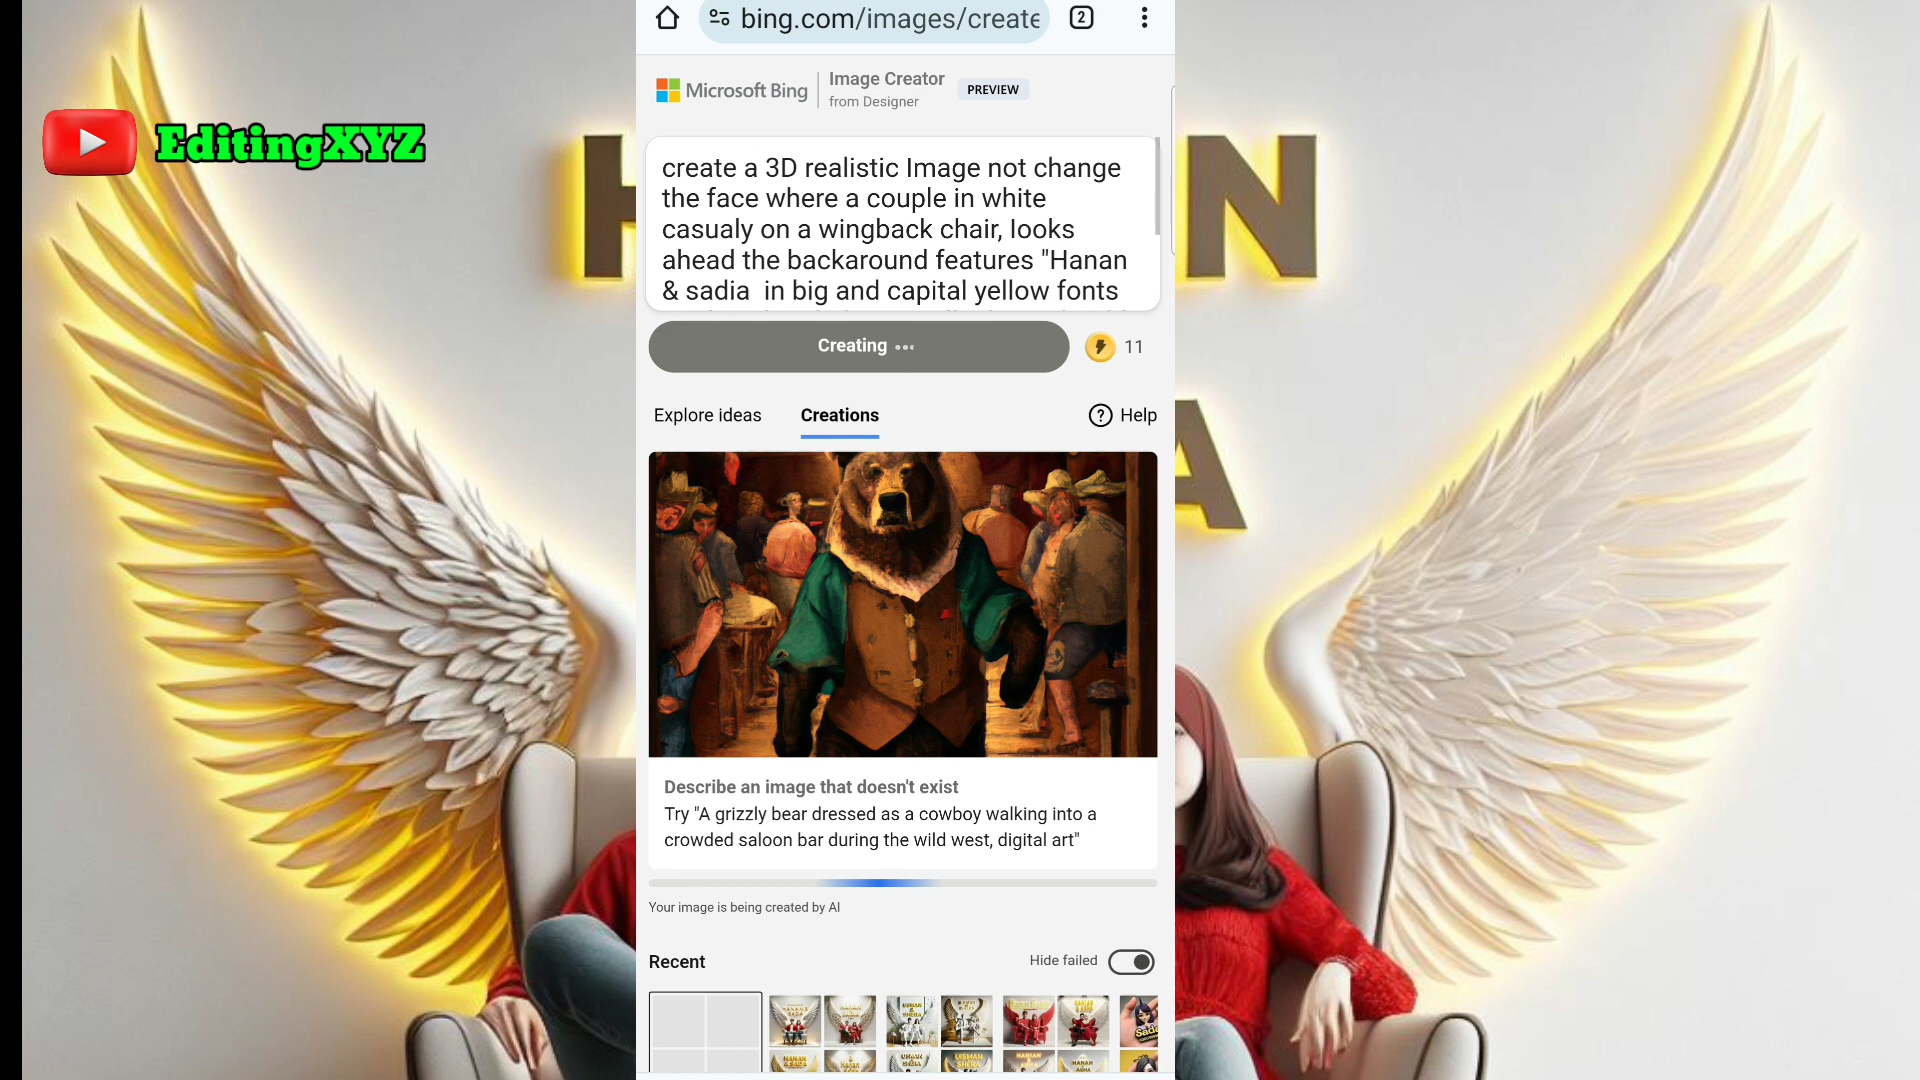 bing.com/images/create
2
Microsoft Bing
Image Creator
from Designer
PREVIEW
EditingXYZ
H
N
A
create a 3D realistic Image not change
the face where a couple in white
casualy on a wingback chair, looks
ahead the backaround features "Hanan
& sadia in big and capital yellow fonts
Creating
11
Explore ideas
Creations
Help
Describe an image that doesn't exist
Try "A grizzly bear dressed as a cowboy walking into a
crowded saloon bar during the wild west, digital art"
Your image is being created by AI
Recent
Hide failed